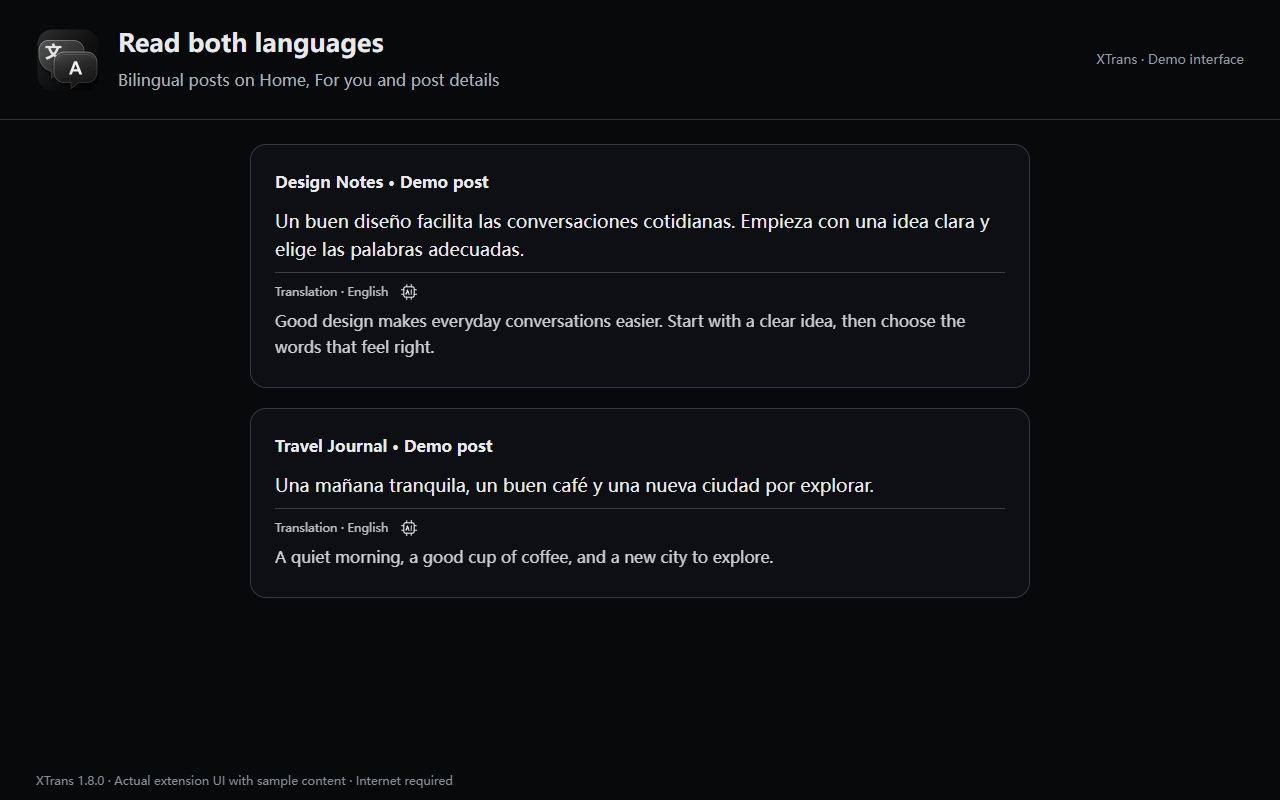 文
A
Read both languages
Bilingual posts on Home, For you and post details
XTrans · Demo interface
Design Notes • Demo post
Un buen diseño facilita las conversaciones cotidianas. Empieza con una idea clara y
elige las palabras adecuadas.
Translation · English AI
Good design makes everyday conversations easier. Start with a clear idea, then choose the
words that feel right.
Travel Journal • Demo post
Una mañana tranquila, un buen café y una nueva ciudad por explorar.
Translation · English AI
A quiet morning, a good cup of coffee, and a new city to explore.
XTrans 1.8.0 · Actual extension UI with sample content · Internet required